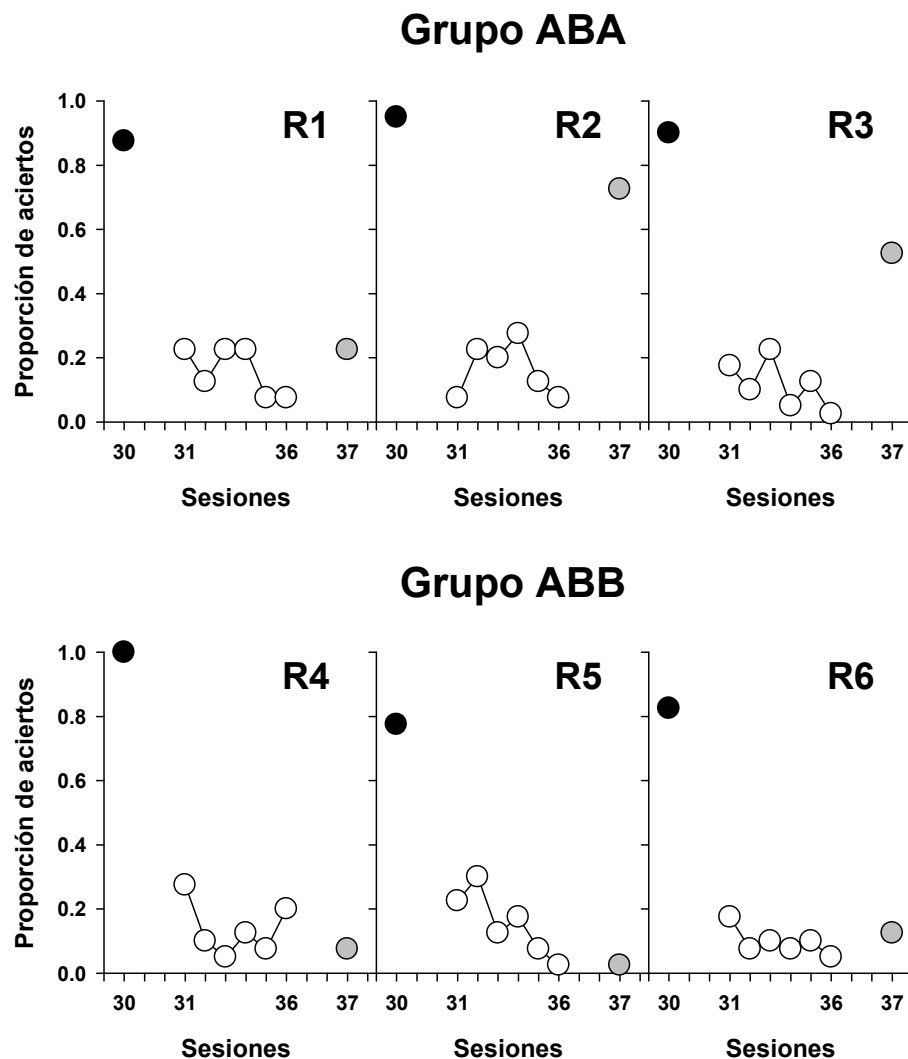 Grupo ABA
R1 R2 R3
Proporción de aciertos
1.0
0.8
0.6
0.4
0.2
0.0
30 31 36 37 30 31 36 37 30 31 36 37
Sesiones Sesiones Sesiones
Grupo ABB
R4 R5 R6
Proporción de aciertos
1.0
0.8
0.6
0.4
0.2
0.0
30 31 36 37 30 31 36 37 30 31 36 37
Sesiones Sesiones Sesiones